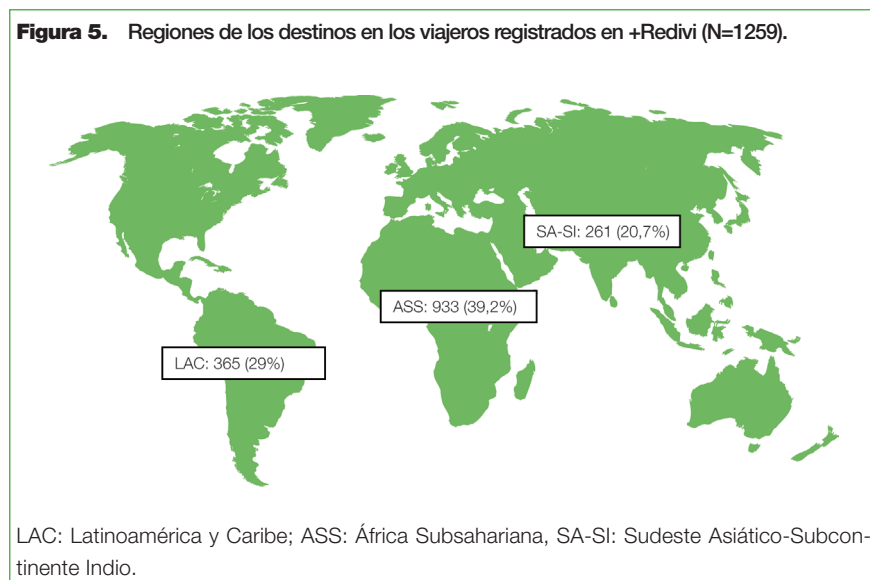 Figura 5. Regiones de los destinos en los viajeros registrados en +Redivi (N=1259).
SA-SI: 261 (20,7%)
ASS: 933 (39,2%)
LAC: 365 (29%)
LAC: Latinoamérica y Caribe; ASS: África Subsahariana, SA-SI: Sudeste Asiático-Subcon-
tinente Indio.